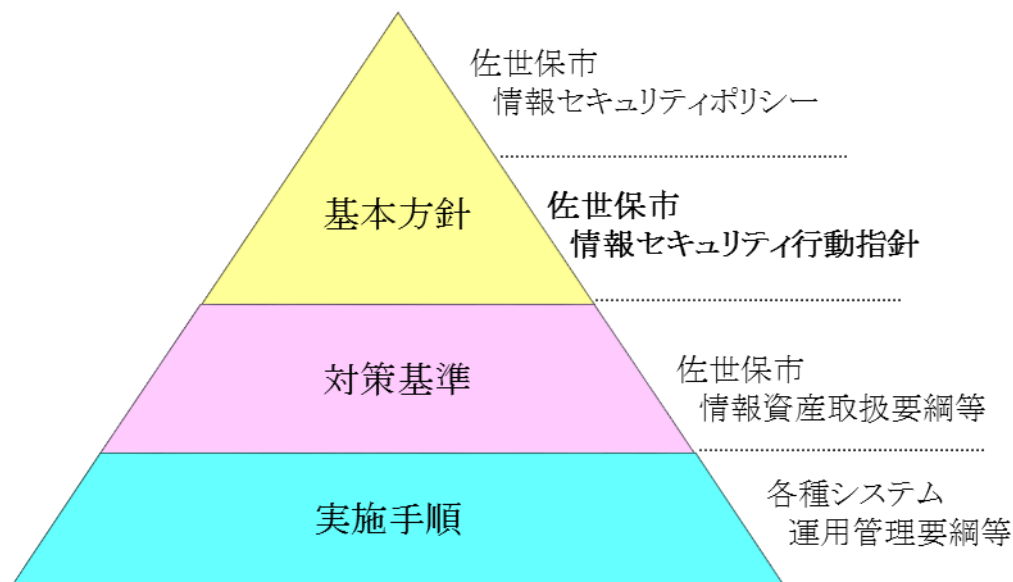 佐世保市
情報セキュリティポリシー
基本方針
佐世保市
情報セキュリティ行動指針
対策基準
佐世保市
情報資産取扱要綱等
実施手順
各種システム
運用管理要綱等